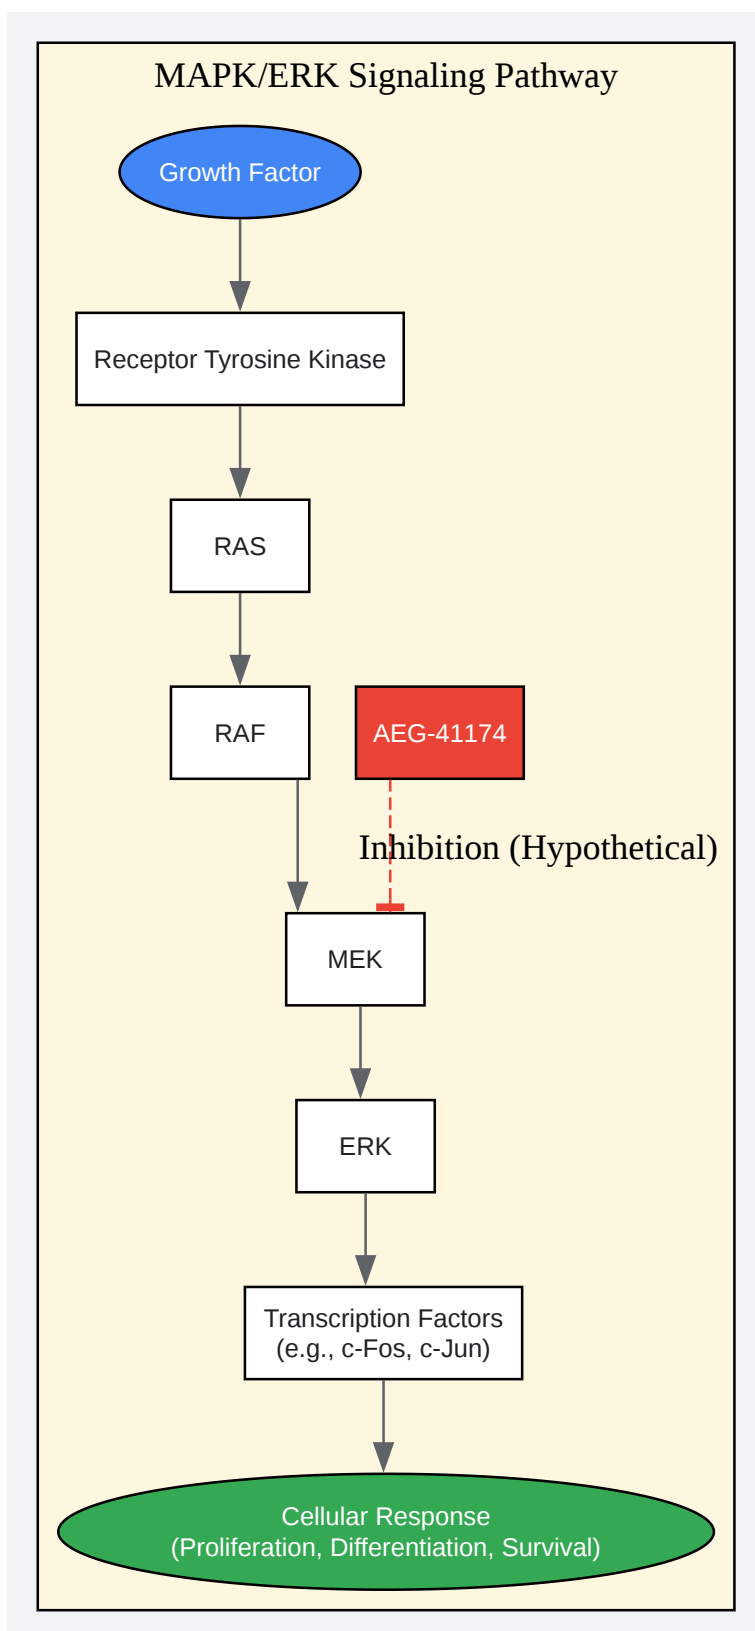 MAPK/ERK Signaling Pathway
Growth Factor
Receptor Tyrosine Kinase
RAS
RAF
AEG-41174
Inhibition (Hypothetical)
MEK
ERK
Transcription Factors
(e.g., c-Fos, c-Jun)
Cellular Response
(Proliferation, Differentiation, Survival)